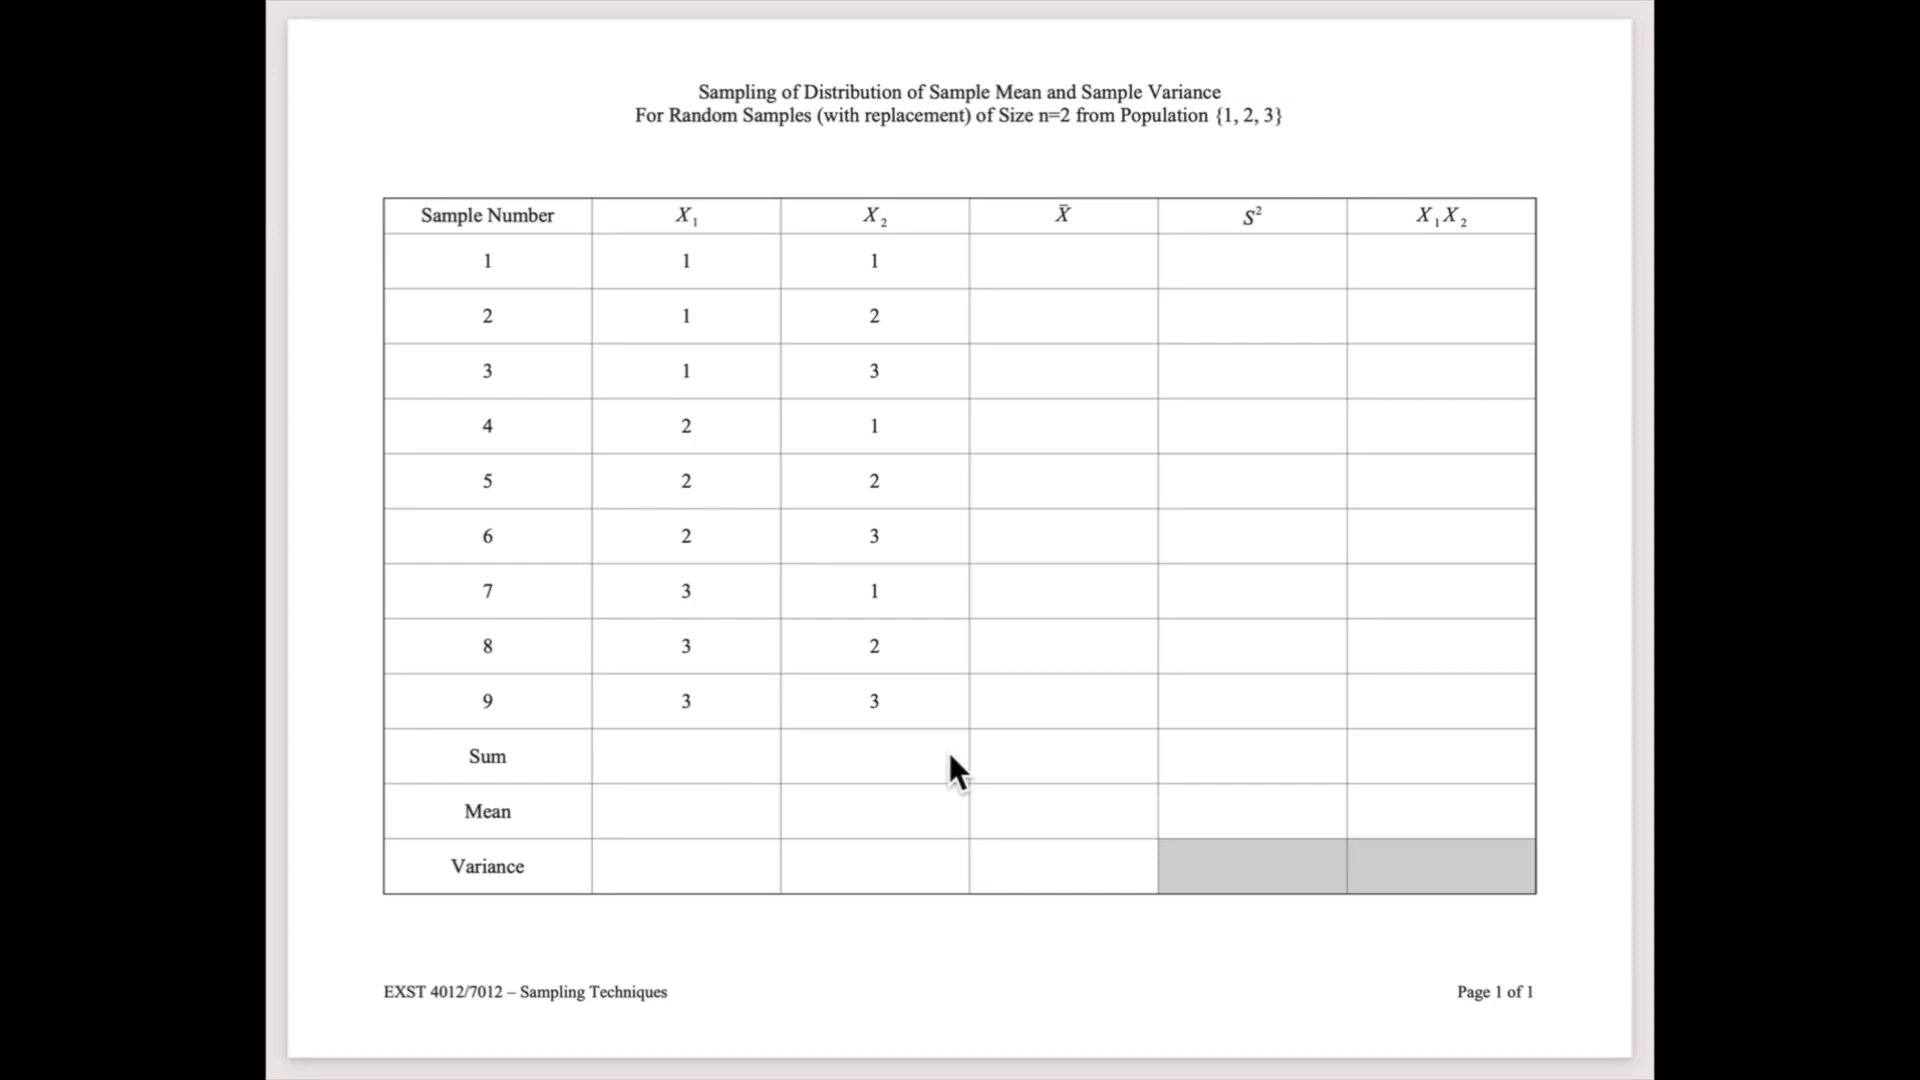 Sampling of Distribution of Sample Mean and Sample Variance
For Random Samples (with replacement) of Size n=2 from Population {1, 2, 3}
Sample Number X₁ X₂ X̄ S² X₁X₂
1 1 1
2 1 2
3 1 3
4 2 1
5 2 2
6 2 3
7 3 1
8 3 2
9 3 3
Sum
Mean
Variance
EXST 4012/7012 – Sampling Techniques Page 1 of 1